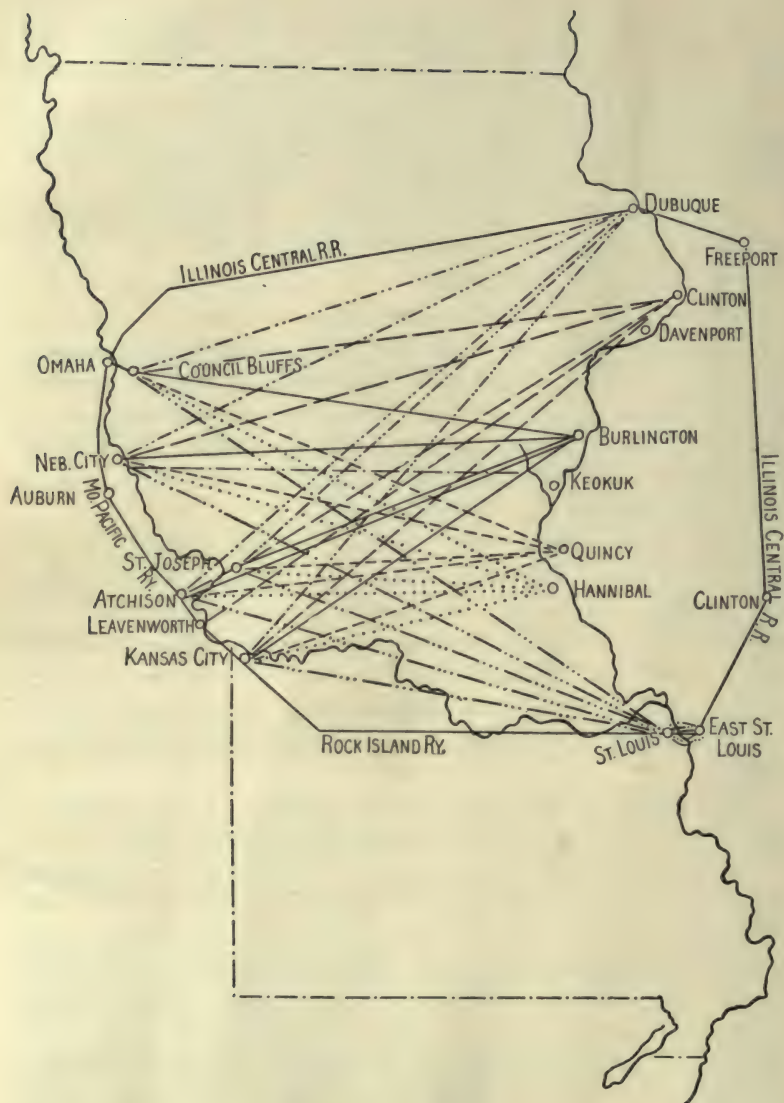 DUBUQUE
FREEPORT
ILLINOIS CENTRAL R.R.
CLINTON
DAVENPORT
OMAHA
COUNCIL BLUFFS
BURLINGTON
NEB. CITY
KEOKUK
AUBURN
MO. PACIFIC RY.
ILLINOIS CENTRAL R.R.
QUINCY
ST. JOSEPH
HANNIBAL
ATCHISON
CLINTON
LEAVENWORTH
KANSAS CITY
ROCK ISLAND RY.
ST. LOUIS
EAST ST.
LOUIS